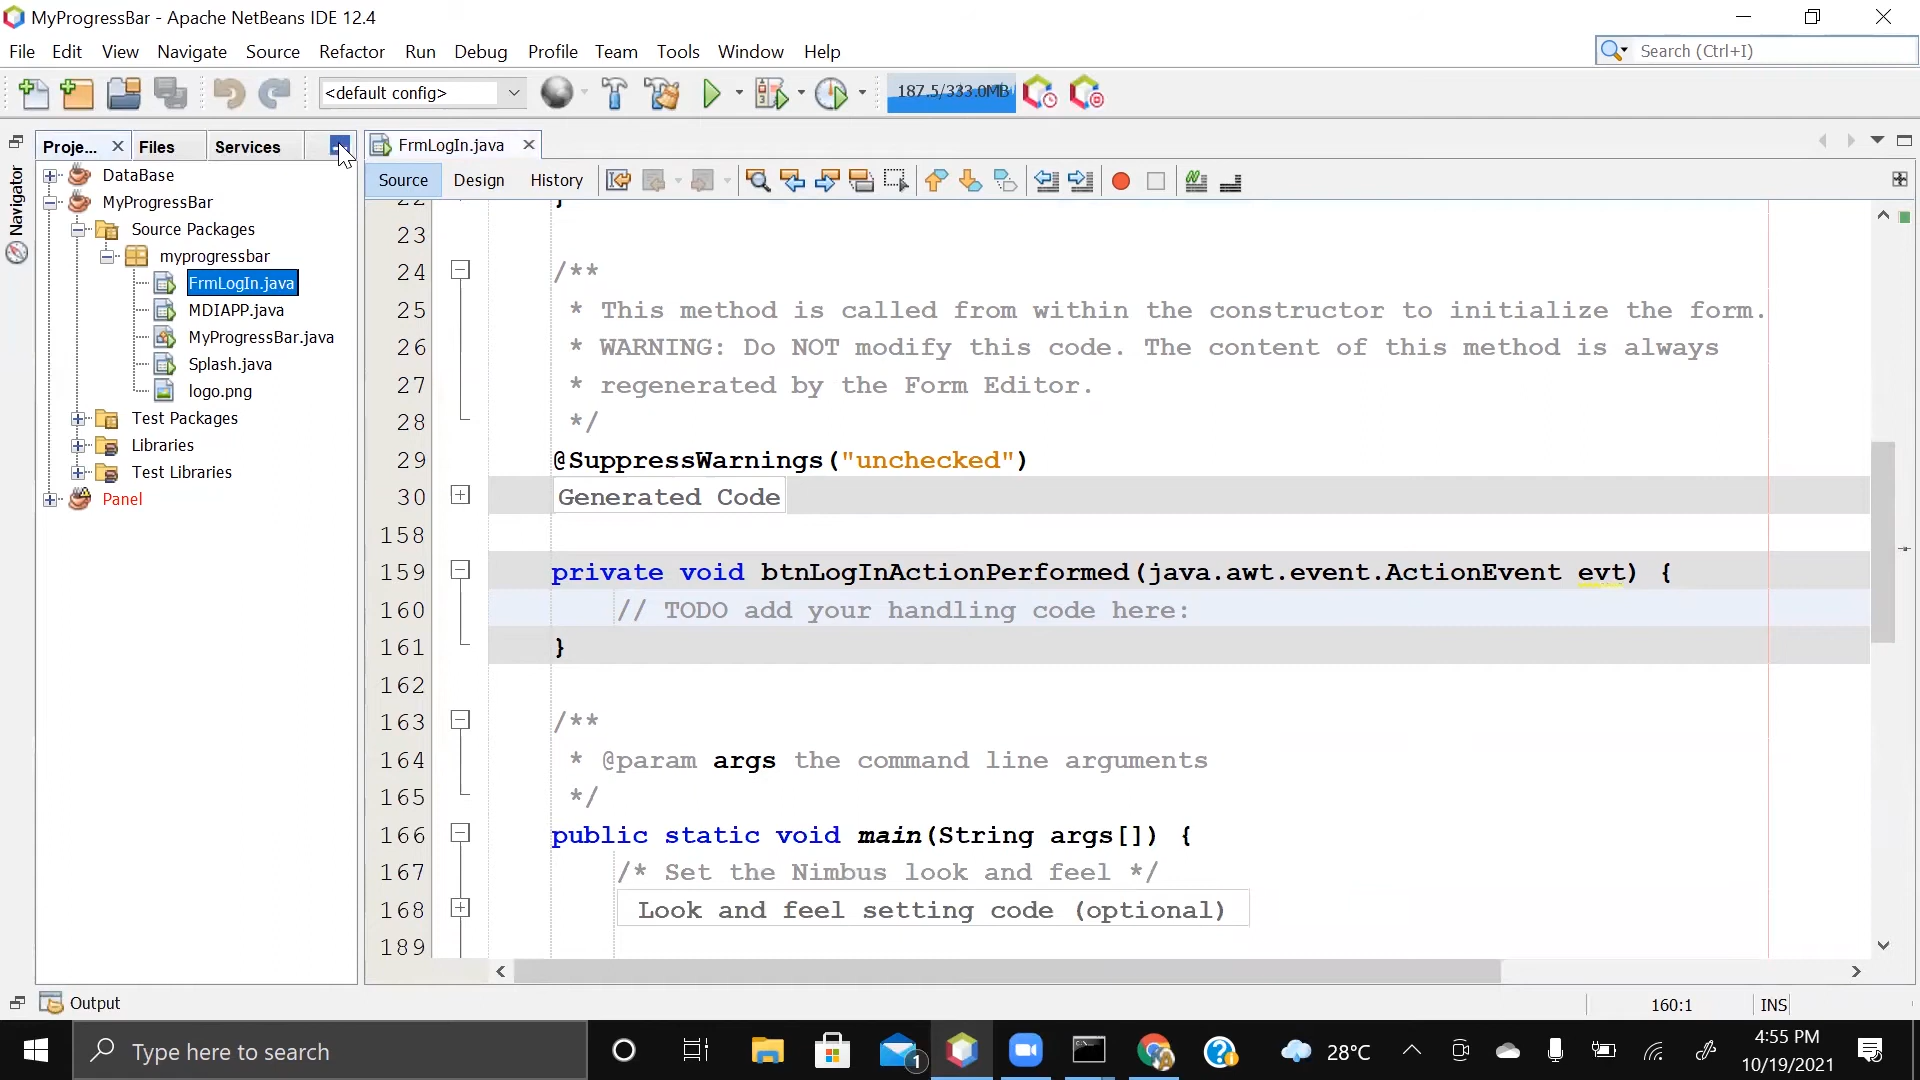 MyProgressBar - Apache NetBeans IDE 12.4
File Edit View Navigate Source Refactor Run Debug Profile Team Tools Window Help
Search (Ctrl+I)
<default config>
187.5/333.0MB
Proje... Files Services
FrmLogIn.java
Navigator
Source Design History
DataBase
MyProgressBar
Source Packages
myprogressbar
FrmLogIn.java
MDIAPP.java
MyProgressBar.java
Splash.java
logo.png
Test Packages
Libraries
Test Libraries
Panel
22 }
23
24 /**
25 * This method is called from within the constructor to initialize the form.
26 * WARNING: Do NOT modify this code. The content of this method is always
27 * regenerated by the Form Editor.
28 */
29 @SuppressWarnings("unchecked")
30 Generated Code
158
159 private void btnLogInActionPerformed(java.awt.event.ActionEvent evt) {
160 // TODO add your handling code here:
161 }
162
163 /**
164 * @param args the command line arguments
165 */
166 public static void main(String args[]) {
167 /* Set the Nimbus look and feel */
168 Look and feel setting code (optional)
189
Output
160:1 INS
Type here to search
1
28°C
4:55 PM
10/19/2021